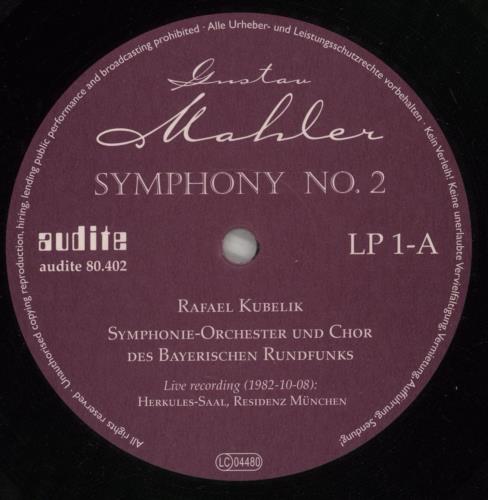 Gustav
Mahler
SYMPHONY NO. 2
audite
audite 80.402
LP 1-A
RAFAEL KUBELIK
SYMPHONIE-ORCHESTER UND CHOR
DES BAYERISCHEN RUNDFUNKS
Live recording (1982-10-08):
HERKULES-SAAL, RESIDENZ MÜNCHEN
LC 04480
All rights reserved · Unauthorised copying reproduction, hiring, lending public performance and broadcasting prohibited · Alle Urheber- und Leistungsschutzrechte vorbehalten · Kein Verleih! Keine unerlaubte Vervielfältigung, Vermietung, Aufführung, Sendung!